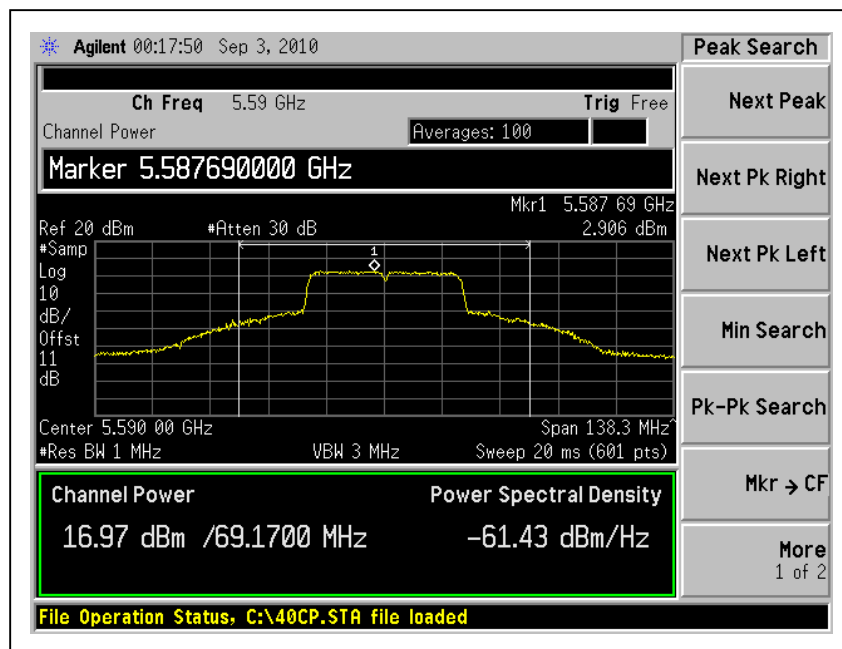 Agilent 00:17:50 Sep 3, 2010
Peak Search
Ch Freq 5.59 GHz Trig Free
Channel Power Averages: 100
Marker 5.587690000 GHz
Mkr1 5.587 69 GHz
Ref 20 dBm #Atten 30 dB 2.906 dBm
#Samp
Log
10
dB/
Offst
11
dB
1
Center 5.590 00 GHz Span 138.3 MHz^
#Res BW 1 MHz VBW 3 MHz Sweep 20 ms (601 pts)
Channel Power Power Spectral Density
16.97 dBm /69.1700 MHz -61.43 dBm/Hz
File Operation Status, C:\40CP.STA file loaded
Next Peak
Next Pk Right
Next Pk Left
Min Search
Pk-Pk Search
Mkr → CF
More
1 of 2